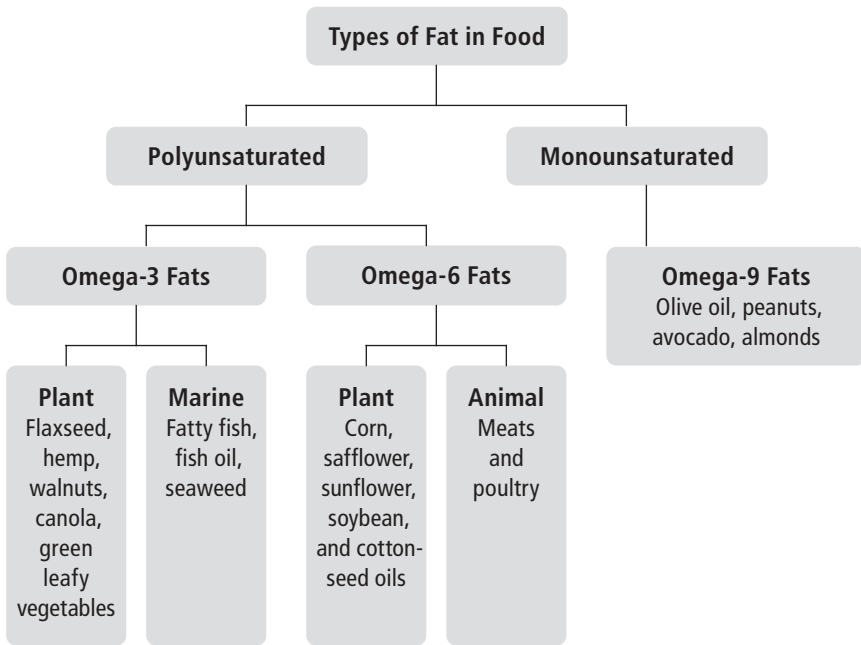 Types of Fat in Food
Polyunsaturated
Monounsaturated
Omega-3 Fats
Omega-6 Fats
Omega-9 Fats
Olive oil, peanuts,
avocado, almonds
Plant
Flaxseed,
hemp,
walnuts,
canola,
green
leafy
vegetables
Marine
Fatty fish,
fish oil,
seaweed
Plant
Corn,
safflower,
sunflower,
soybean,
and cotton-
seed oils
Animal
Meats
and
poultry